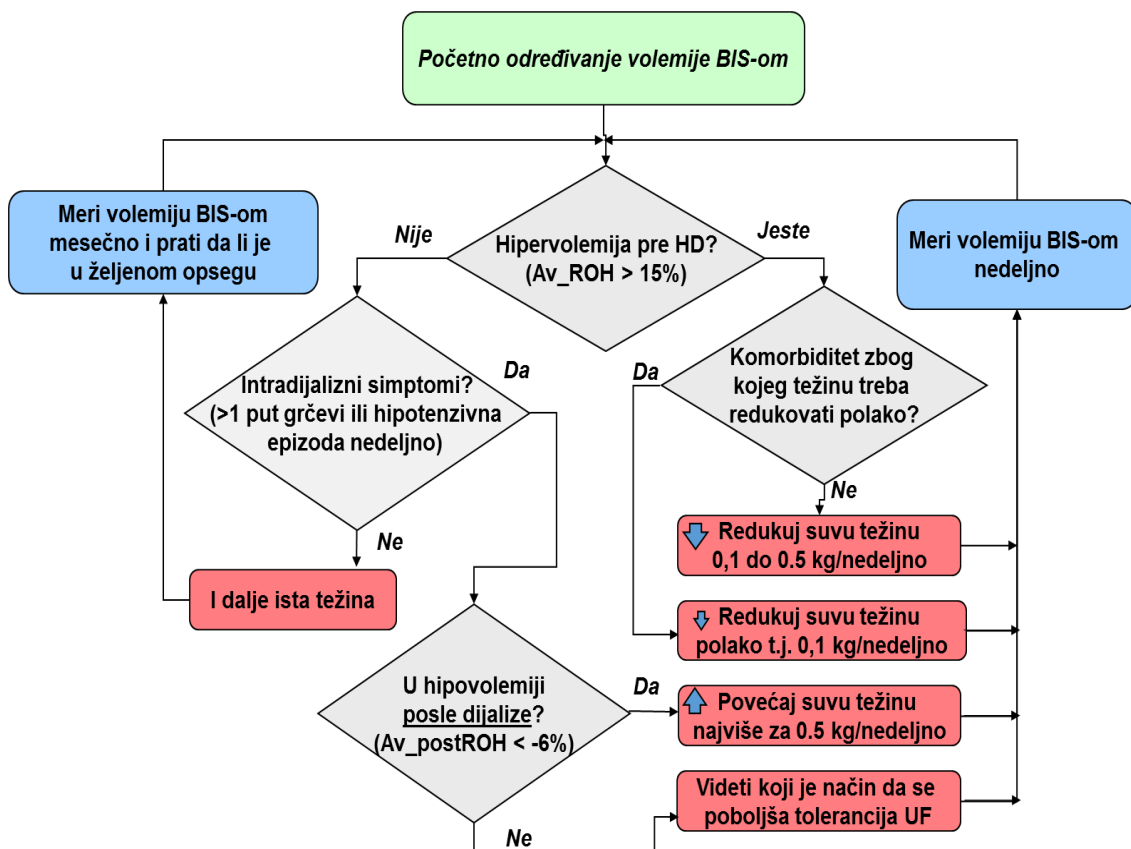 Početno određivanje volemije BIS-om
Meri volemiju BIS-om
mesečno i prati da li je
u željenom opsegu
Nije
Hipervolemija pre HD?
(Av_ROH > 15%)
Jeste
Meri volemiju BIS-om
nedeljno
Intradijalizni simptomi?
(>1 put grčevi ili hipotenzivna
epizoda nedeljno)
Da
Da
Komorbiditet zbog
kojeg težinu treba
redukovati polako?
Ne
Ne
Redukuj suvu težinu
0,1 do 0.5 kg/nedeljno
I dalje ista težina
Redukuj suvu težinu
polako t.j. 0,1 kg/nedeljno
U hipovolemiji
posle dijalize?
(Av_postROH < -6%)
Da
Povećaj suvu težinu
najviše za 0.5 kg/nedeljno
Videti koji je način da se
poboljša tolerancija UF
Ne